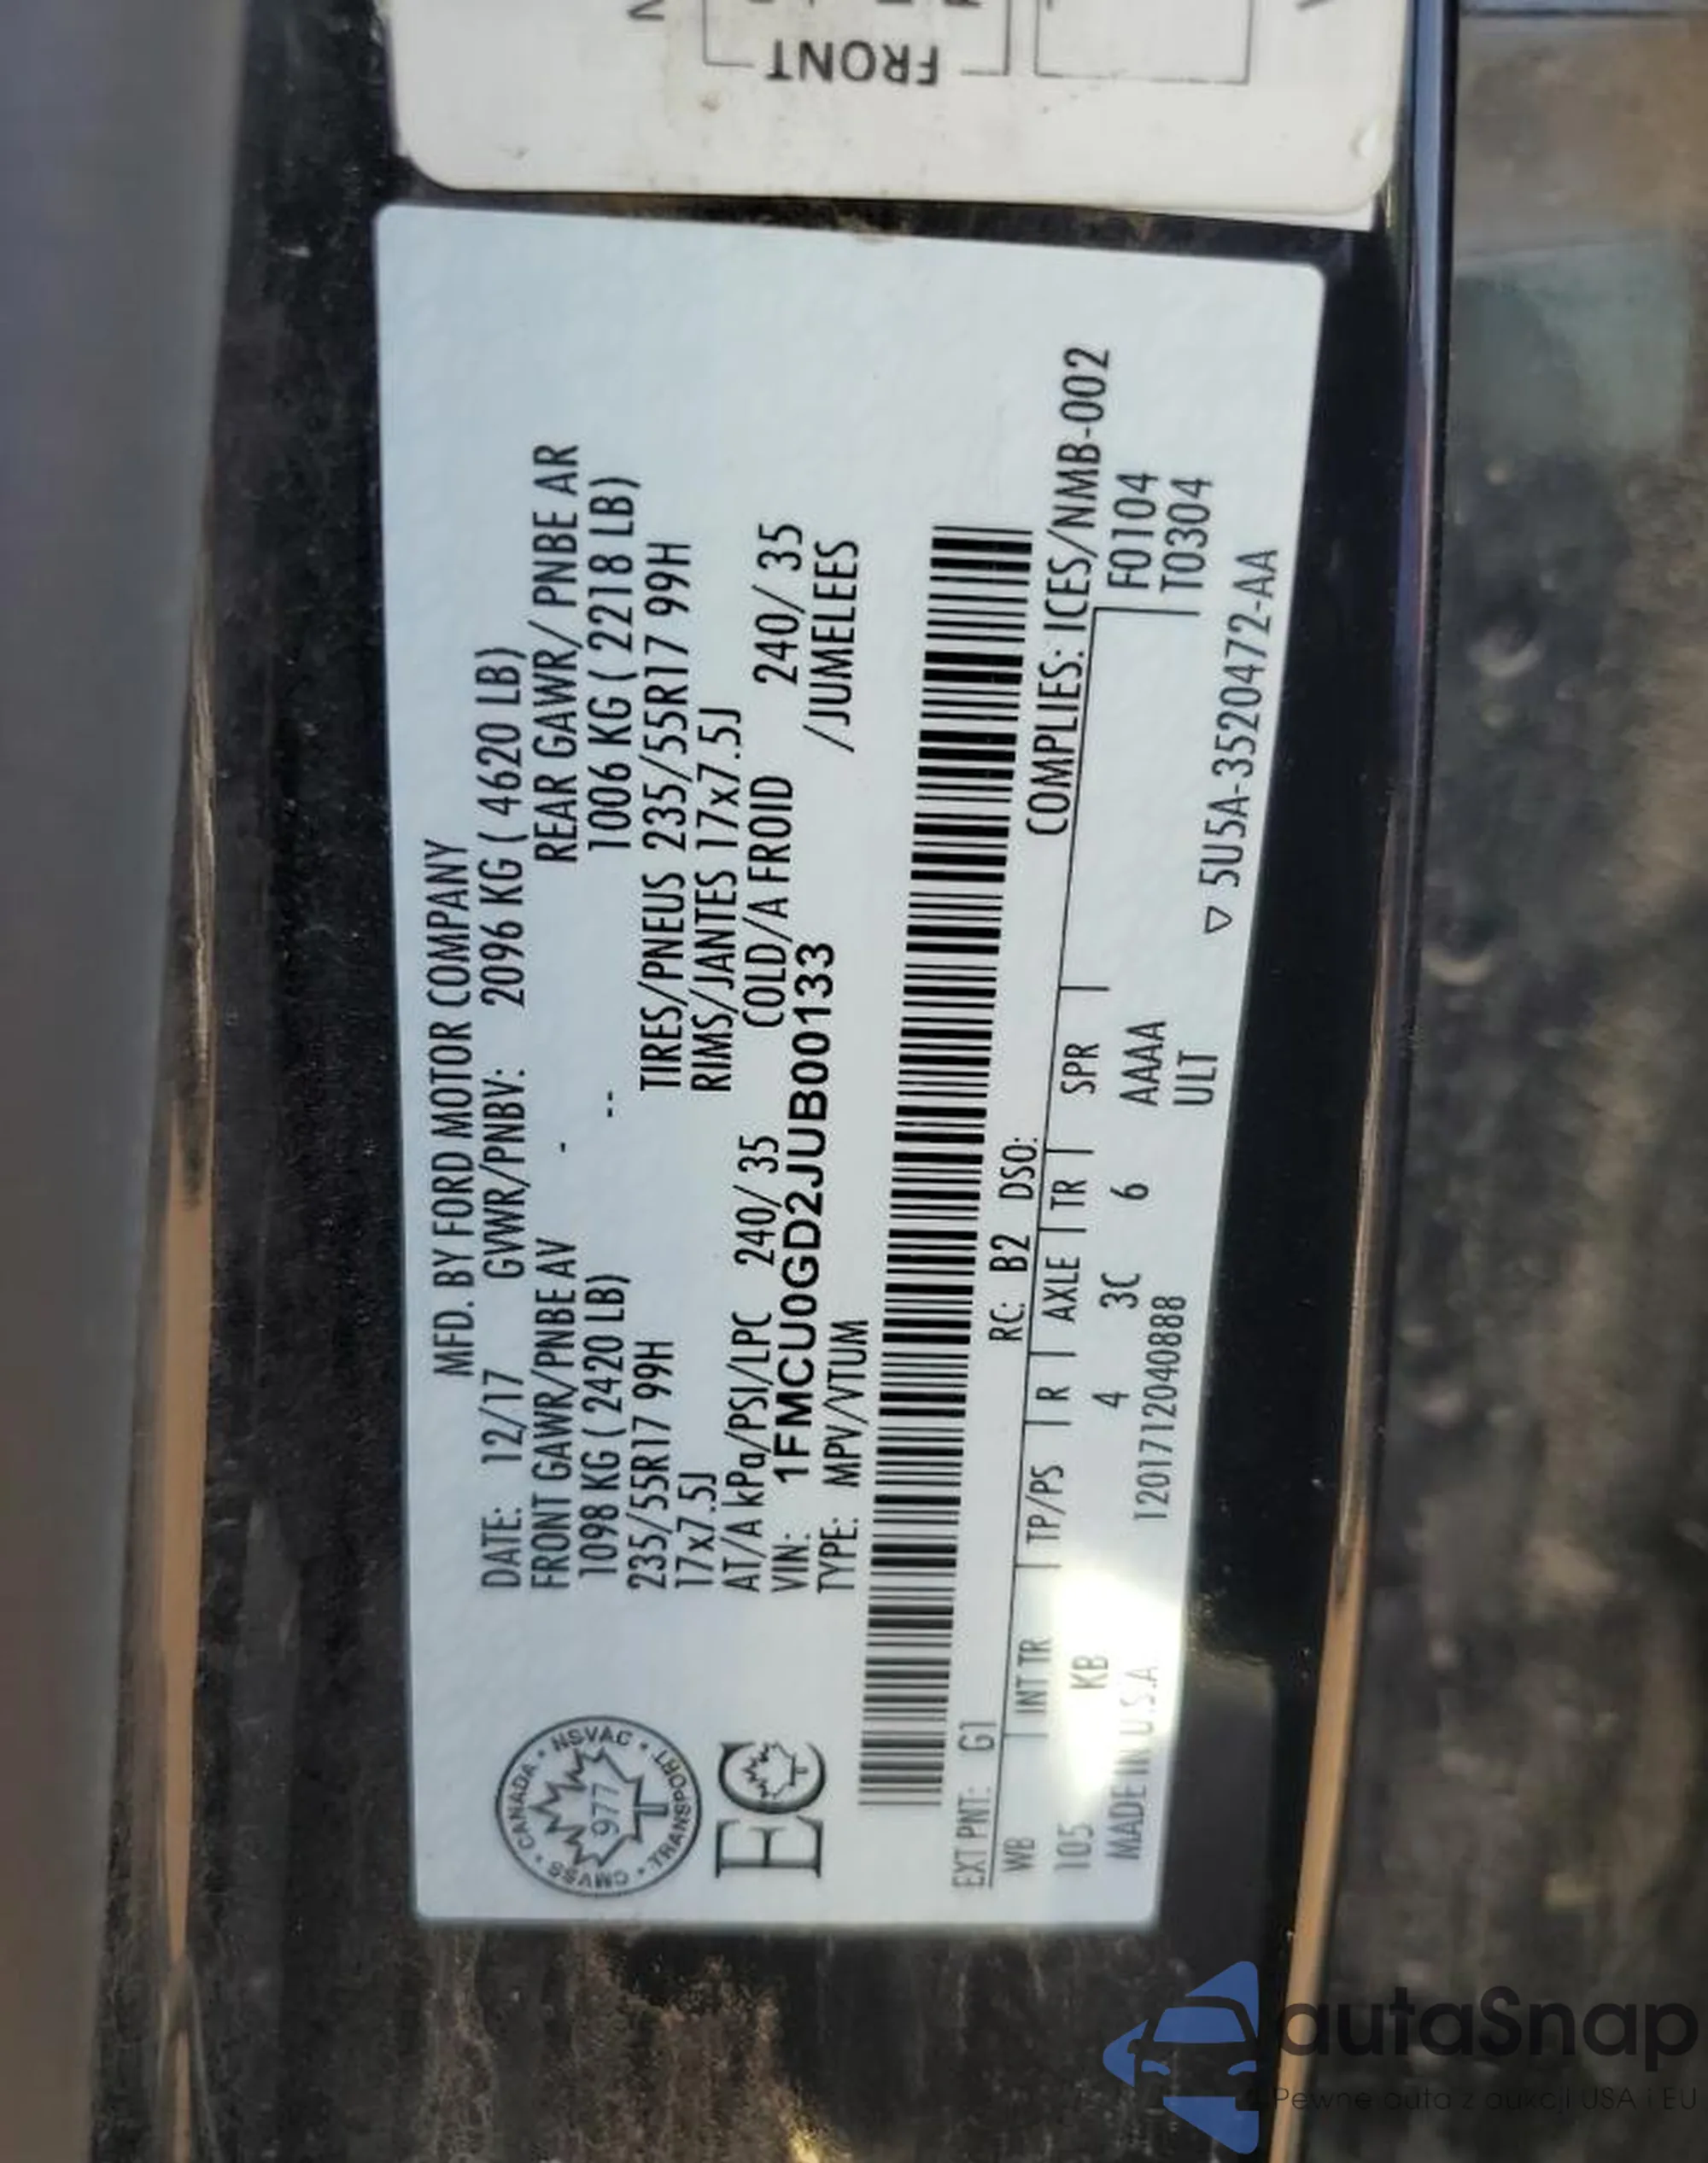 FRONT
MFD. BY FORD MOTOR COMPANY
DATE: 12/17 GVWR/PNBV: 2096 KG ( 4620 LB)
FRONT GAWR/PNBE AV - REAR GAWR/ PNBE AR
1098 KG ( 2420 LB) -- 1006 KG ( 2218 LB)
235/55R17 99H TIRES/PNEUS 235/55R17 99H
17x7.5J RIMS/JANTES 17x7.5J
AT/A kPa/PSI/LPC 240/ 35 COLD/A FROID 240/ 35
VIN: 1FMCU0GD2JUB00133 /JUMELEES
TYPE: MPV/VTUM
CANADA • NSVAC • TRANSPORT • CMVSS •
977
EC
EXT PNT: G1 RC: B2 DSO: COMPLIES: ICES/NMB-002
WB INT TR TP/PS R AXLE TR SPR F0104
105 KB 4 3C 6 AAAA T0304
MADE IN U.S.A 1201712040888 ULT
▽ 5U5A-3520472-AA
autaSnap
Pewne auta z aukcji USA i EU